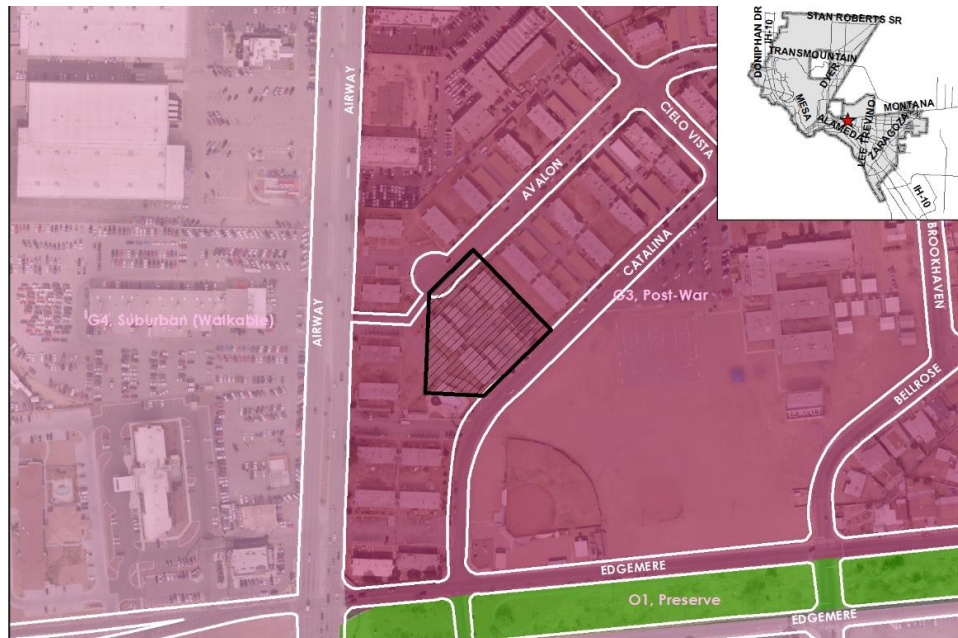 STAN ROBERTS SR
DONIPHAN DR
IH-10
TRANSMOUNTAIN
DYER
MESA
MONTANA
ALAMEDA
LEE TREVINO
ZARAGOZA
IH-10
AIRWAY
CIELO VISTA
AVALON
CATALINA
BROOKHAVEN
G3, Post-War
G4, Suburban (Walkable)
AIRWAY
BELLROSE
EDGEMERE
O1, Preserve
EDGEMERE